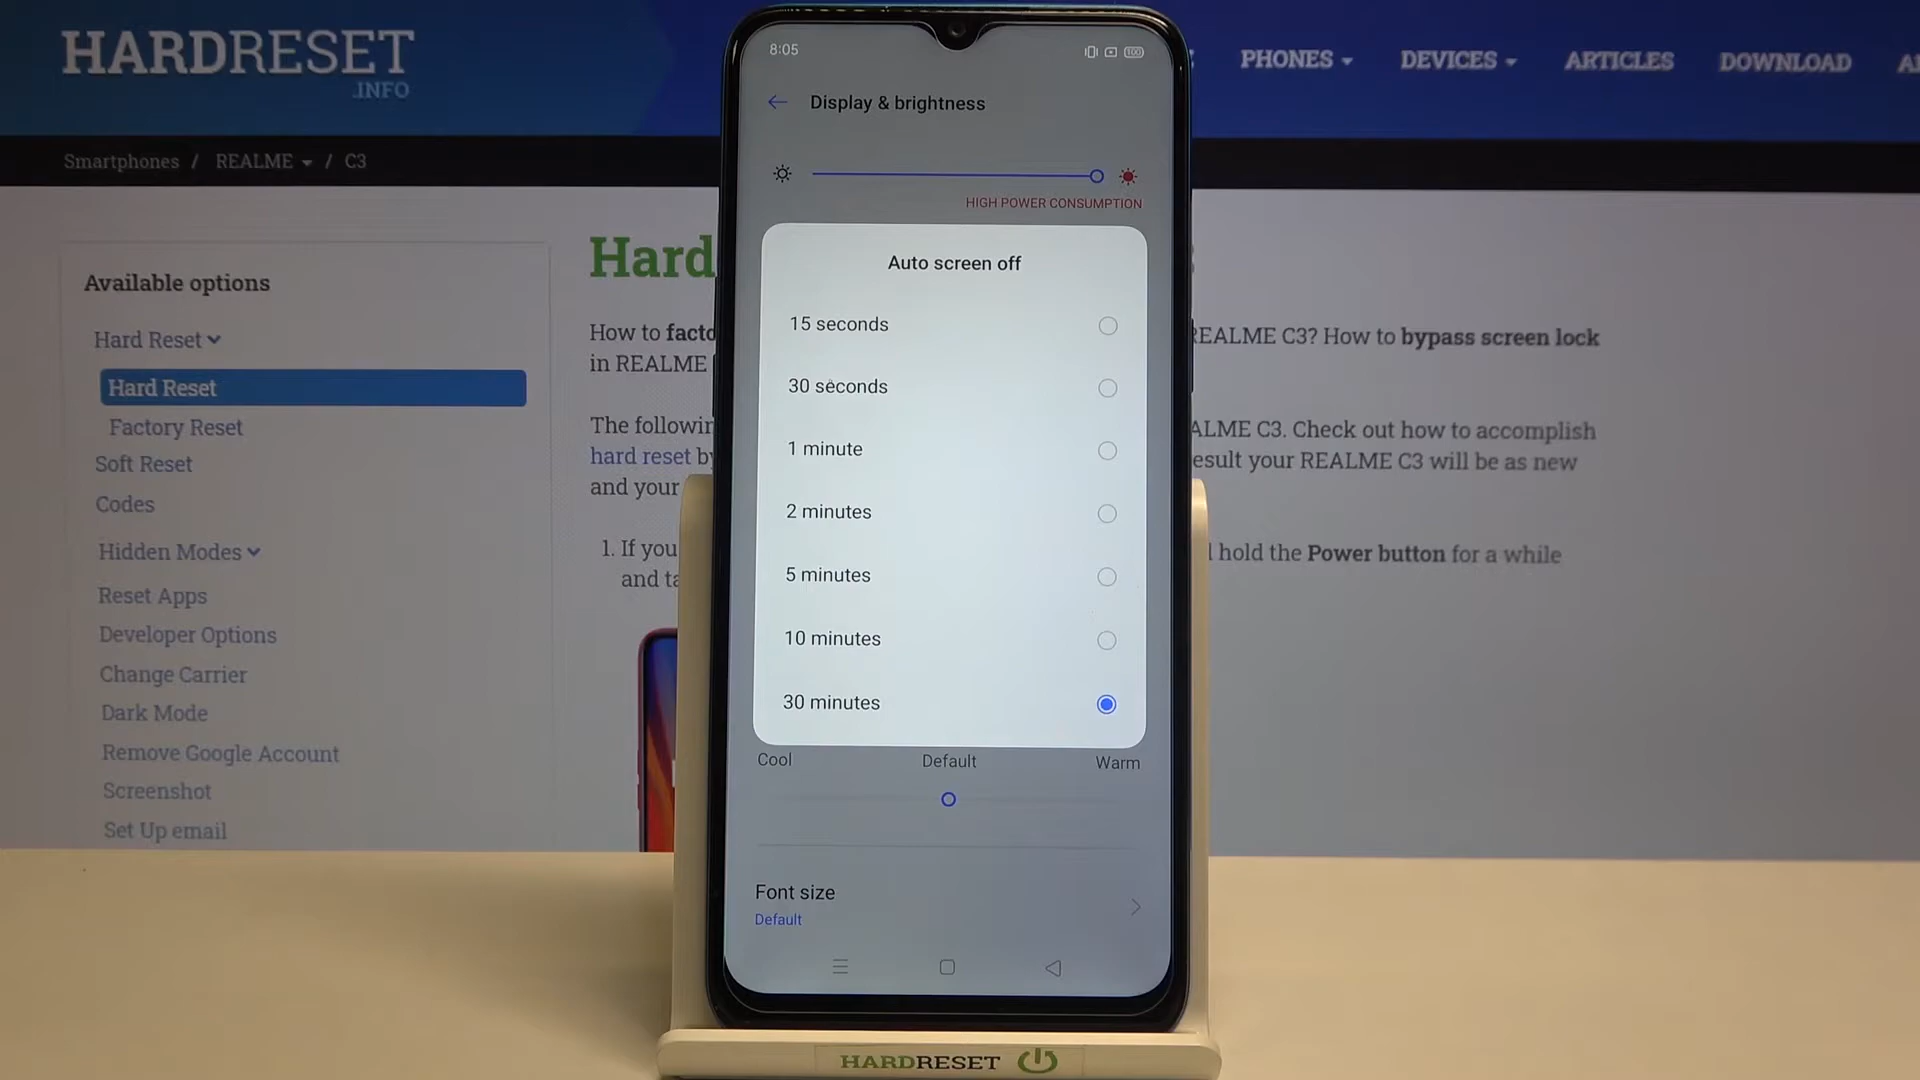 HARDRESET
.INFO
PHONES
DEVICES
ARTICLES
DOWNLOAD
Smartphones / REALME / C3
Available options
Hard Reset
Hard Reset
Factory Reset
Soft Reset
Codes
Hidden Modes
Reset Apps
Developer Options
Change Carrier
Dark Mode
Remove Google Account
Screenshot
Set Up email
Hard
How to
REALME C3? How to bypass screen lock
in REALME
The
ALME C3. Check out how to accomplish
hard reset
esult your REALME C3 will be as new
and your
1. If you
hold the Power button for a while
and
8:05
100
Display & brightness
HIGH POWER CONSUMPTION
Auto screen off
15 seconds
30 seconds
1 minute
2 minutes
5 minutes
10 minutes
30 minutes
Cool Default Warm
Font size
Default
HARDRESET